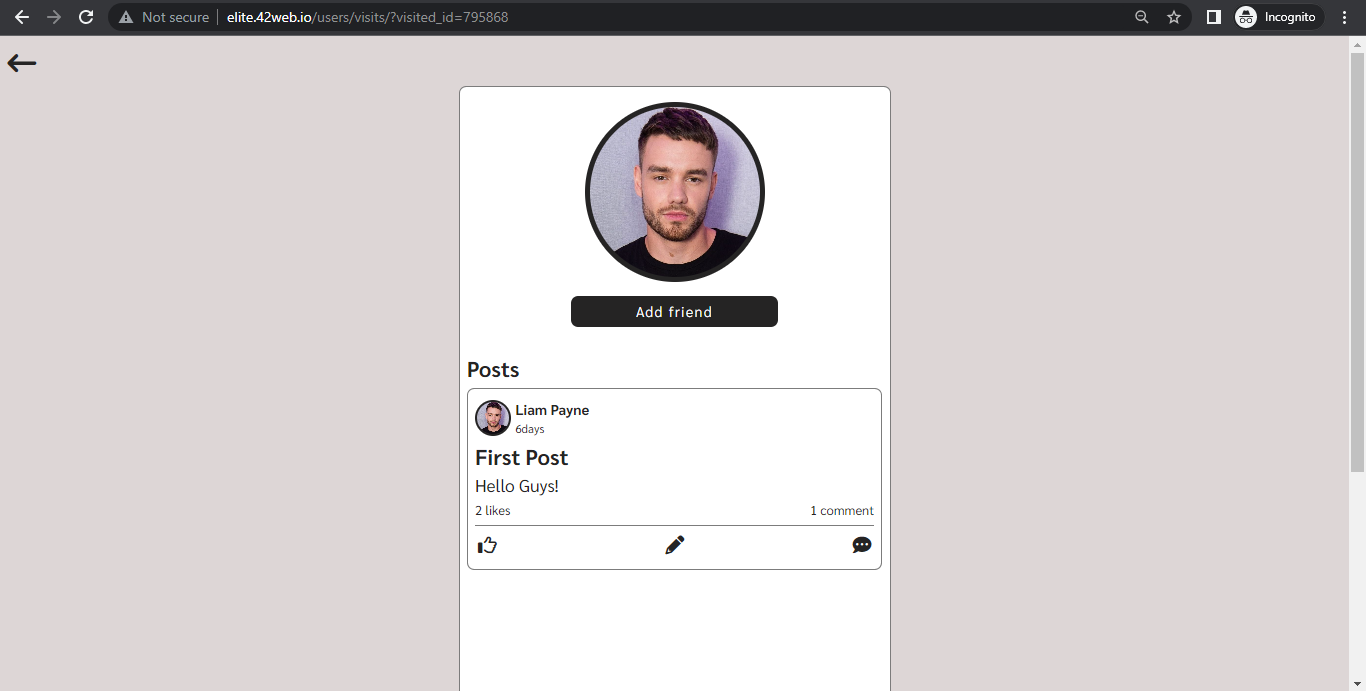 Not secure
elite.42web.io/users/visits/?visited_id=795868
Incognito
Add friend
Posts
Liam Payne
6days
First Post
Hello Guys!
2 likes
1 comment